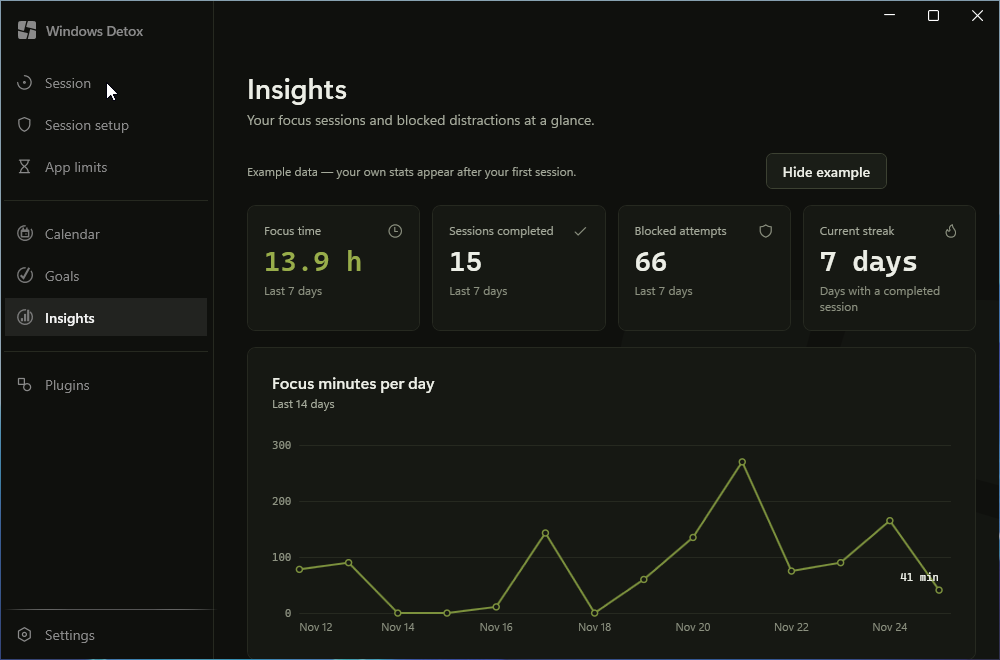 Windows Detox
Session
Session setup
App limits
Calendar
Goals
Insights
Plugins
Settings
Insights
Your focus sessions and blocked distractions at a glance.
Example data — your own stats appear after your first session.
Hide example
Focus time
13.9 h
Last 7 days
Sessions completed
15
Last 7 days
Blocked attempts
66
Last 7 days
Current streak
7 days
Days with a completed
session
Focus minutes per day
Last 14 days
300
200
100
0
41 min
Nov 12 Nov 14 Nov 16 Nov 18 Nov 20 Nov 22 Nov 24